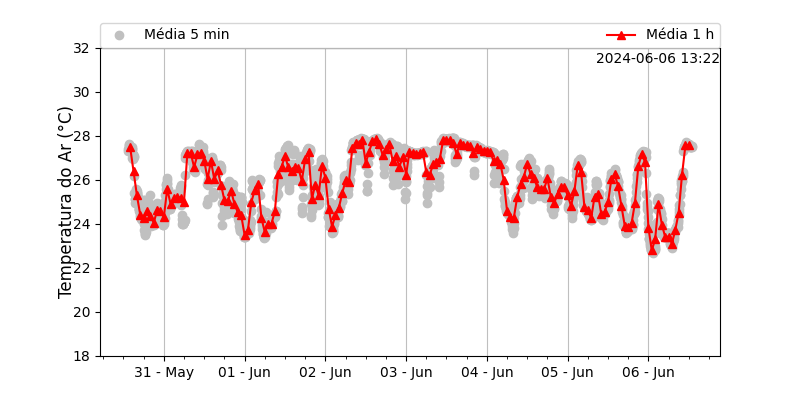 Média 5 min
Média 1 h
2024-06-06 13:22
Temperatura do Ar (°C)
32
30
28
26
24
22
20
18
31 - May
01 - Jun
02 - Jun
03 - Jun
04 - Jun
05 - Jun
06 - Jun